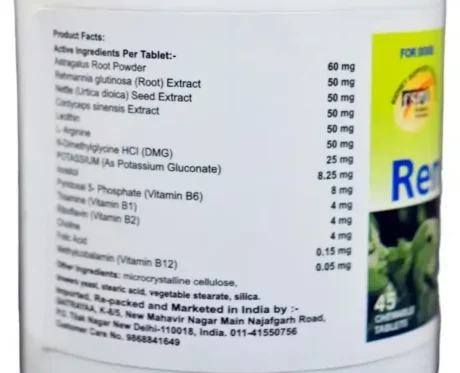 Product Facts:
Active Ingredients Per Tablet:-
Astragalus Root Powder
Rehmannia glutinosa (Root) Extract
Nettle (Urtica dioica) Seed Extract
Cordyceps sinensis Extract
Lecithin
L- Arginine
N-Dimethylglycine HCl (DMG)
POTASSIUM (As Potassium Gluconate)
Inositol
Pyridoxal 5- Phosphate (Vitamin B6)
Thiamine (Vitamin B1)
Riboflavin (Vitamin B2)
Choline
Folic Acid
Methylcobalamin (Vitamin B12)
60 mg
50 mg
50 mg
50 mg
50 mg
50 mg
25 mg
8.25 mg
8 mg
4 mg
4 mg
4 mg
0.15 mg
0.05 mg
Other Ingredients: microcrystalline cellulose,
brewers yeast, stearic acid, vegetable stearate, silica.
Imported, Re-packed and Marketed in India by :-
K-6/5, New Mahavir Nagar Main Najafgarh Road,
P.O. Tilak Nagar New Delhi-110018, India. 011-41550756
Customer Care No. 9868841649
FOR DOGS
Ren
45
CHEWABLE
TABLETS